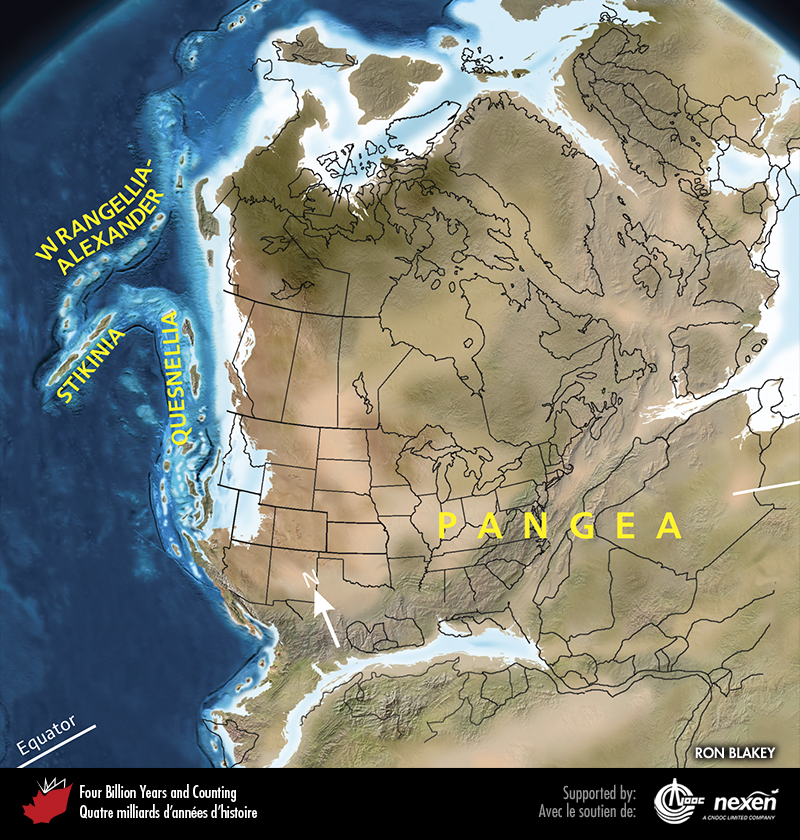 WRANGELLIA-
ALEXANDER
STIKINIA
QUESNELLIA
PANGEA
N
Equator
RON BLAKEY
Four Billion Years and Counting
Quatre milliards d'années d'histoire
Supported by:
Avec le soutien de:
CNOOC
nexen
A CNOOC LIMITED COMPANY